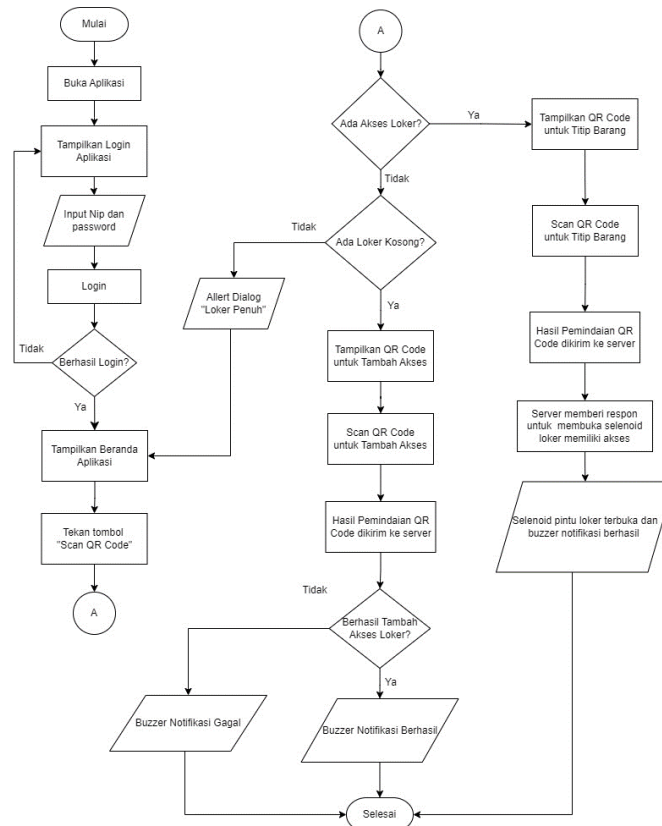 Mulai
Buka Aplikasi
Tampilkan Login
Aplikasi
Input Nip dan
password
Login
Tidak
Berhasil Login?
Ya
Tampilkan Beranda
Aplikasi
Tekan tombol
"Scan QR Code"
A
A
Ada Akses Loker?
Ya
Tidak
Tidak
Ada Loker Kosong?
Allert Dialog
"Loker Penuh"
Ya
Tampilkan QR Code
untuk Tambah Akses
Scan QR Code
untuk Tambah Akses
Hasil Pemindaian QR
Code dikirim ke server
Tidak
Berhasil Tambah
Akses Loker?
Ya
Buzzer Notifikasi Gagal
Buzzer Notifikasi Berhasil
Tampilkan QR Code
untuk Titip Barang
Scan QR Code
untuk Titip Barang
Hasil Pemindaian QR
Code dikirim ke server
Server memberi respon
untuk membuka selenoid
loker memiliki akses
Selenoid pintu loker terbuka dan
buzzer notifikasi berhasil
Selesai